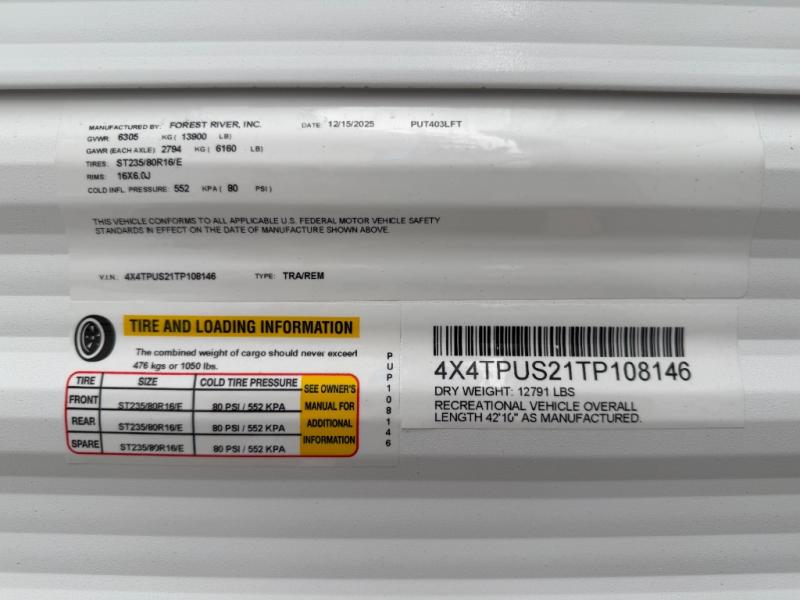 MANUFACTURED BY: FOREST RIVER, INC. DATE: 12/15/2025 PUT403LFT
GVWR: 6305 KG ( 13900 LB)
GAWR (EACH AXLE) 2794 KG ( 6160 LB)
TIRES: ST235/80R16/E
RIMS: 16X6.0J
COLD INFL. PRESSURE: 552 KPA ( 80 PSI )
THIS VEHICLE CONFORMS TO ALL APPLICABLE U.S. FEDERAL MOTOR VEHICLE SAFETY
STANDARDS IN EFFECT ON THE DATE OF MANUFACTURE SHOWN ABOVE.
V.I.N.: 4X4TPUS21TP108146 TYPE: TRA/REM
TIRE AND LOADING INFORMATION
The combined weight of cargo should never exceed
476 kgs or 1050 lbs.
TIRE SIZE COLD TIRE PRESSURE
FRONT ST235/80R16/E 80 PSI / 552 KPA
REAR ST235/80R16/E 80 PSI / 552 KPA
SPARE ST235/80R16/E 80 PSI / 552 KPA
SEE OWNER'S
MANUAL FOR
ADDITIONAL
INFORMATION
PUP108146
4X4TPUS21TP108146
DRY WEIGHT: 12791 LBS
RECREATIONAL VEHICLE OVERALL
LENGTH 42'10" AS MANUFACTURED.